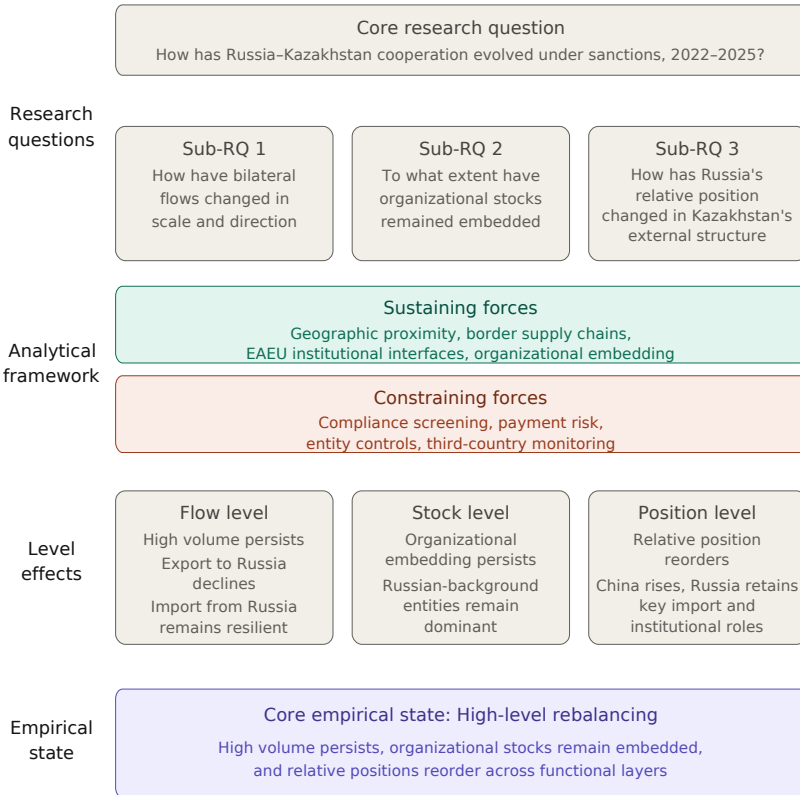 Core research question
How has Russia–Kazakhstan cooperation evolved under sanctions, 2022–2025?
Research
questions
Sub-RQ 1
How have bilateral
flows changed in
scale and direction
Sub-RQ 2
To what extent have
organizational stocks
remained embedded
Sub-RQ 3
How has Russia's
relative position
changed in Kazakhstan's
external structure
Analytical
framework
Sustaining forces
Geographic proximity, border supply chains,
EAEU institutional interfaces, organizational embedding
Constraining forces
Compliance screening, payment risk,
entity controls, third-country monitoring
Level
effects
Flow level
High volume persists
Export to Russia
declines
Import from Russia
remains resilient
Stock level
Organizational
embedding persists
Russian-background
entities remain
dominant
Position level
Relative position
reorders
China rises, Russia retains
key import and
institutional roles
Empirical
state
Core empirical state: High-level rebalancing
High volume persists, organizational stocks remain embedded,
and relative positions reorder across functional layers